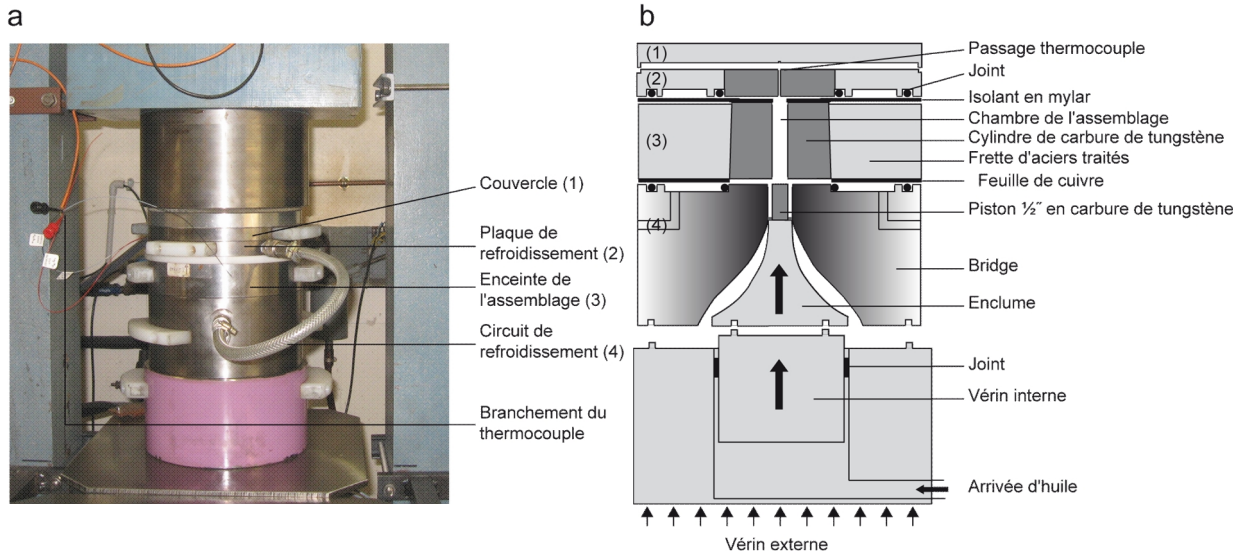 a
b
Couvercle (1)
Plaque de
refroidissement (2)
Enceinte de
l'assemblage (3)
Circuit de
refroidissement (4)
Branchement du
thermocouple
(1)
(2)
(3)
(4)
Passage thermocouple
Joint
Isolant en mylar
Chambre de l'assemblage
Cylindre de carbure de tungstène
Frette d'aciers traités
Feuille de cuivre
Piston ½˝ en carbure de tungstène
Bridge
Enclume
Joint
Vérin interne
Arrivée d'huile
Vérin externe